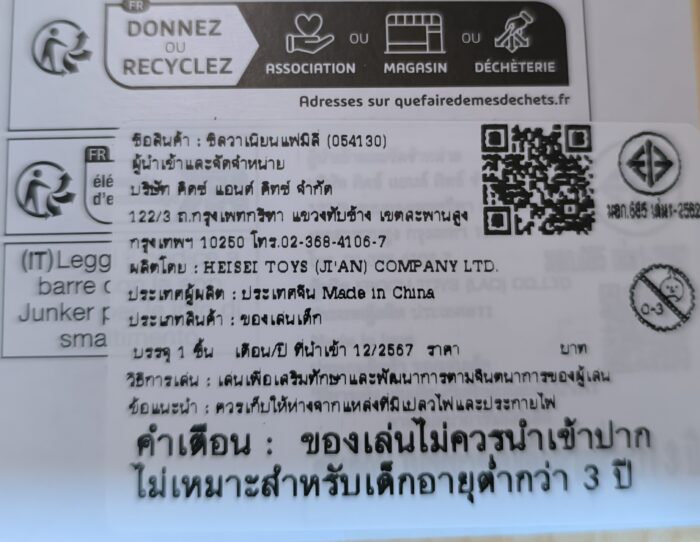 FR
DONNEZ
OU
RECYCLEZ
ASSOCIATION
OU
MAGASIN
OU
DÉCHÈTERIE
Adresses sur quefairedemesdechets.fr
FR
élé
d'e
(IT)Legg
barre c
Junker p
sma
ชื่อสินค้า : ซิลวาเนียนแฟมิลี่ (054130)
ผู้นำเข้าและจัดจำหน่าย
บริษัท คิดซ์ แอนด์ คิทซ์ จำกัด
122/3 ถ.กรุงเทพกรีฑา แขวงทับช้าง เขตสะพานสูง
กรุงเทพฯ 10250 โทร.02-368-4106-7
ผลิตโดย : HEISEI TOYS (JI'AN) COMPANY LTD.
ประเทศผู้ผลิต : ประเทศจีน Made in China
ประเภทสินค้า : ของเล่นเด็ก
บรรจุ 1 ชิ้น เดือน/ปี ที่นำเข้า 12/2567 ราคา บาท
วิธีการเล่น : เล่นเพื่อเสริมทักษะและพัฒนาการตามจินตนาการของผู้เล่น
ข้อแนะนำ : ควรเก็บให้ห่างจากแหล่งที่มีเปลวไฟและประกายไฟ
คำเตือน : ของเล่นไม่ควรนำเข้าปาก
ไม่เหมาะสำหรับเด็กอายุต่ำกว่า 3 ปี
มอก.685 เล่ม1-2562
0-3